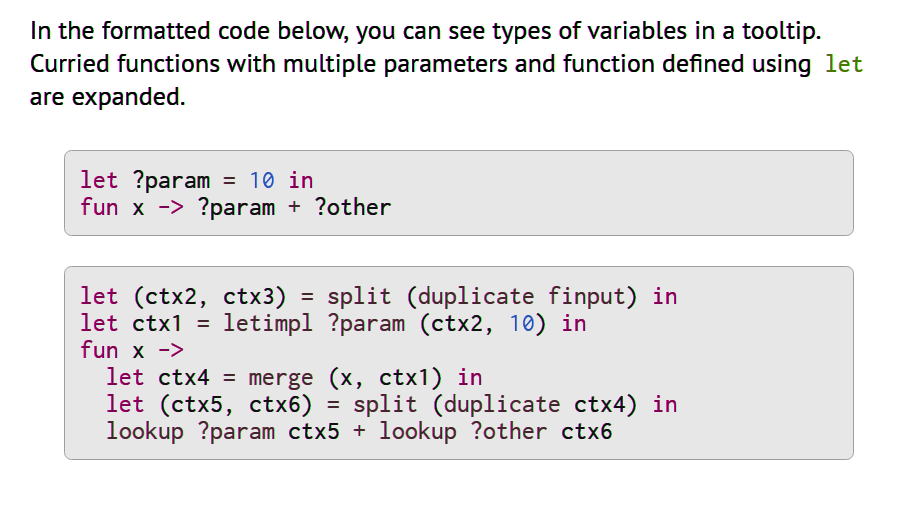 In the formatted code below, you can see types of variables in a tooltip.
Curried functions with multiple parameters and function defined using let
are expanded.
let ?param = 10 in
fun x -> ?param + ?other
let (ctx2, ctx3) = split (duplicate finput) in
let ctx1 = letimpl ?param (ctx2, 10) in
fun x ->
  let ctx4 = merge (x, ctx1) in
  let (ctx5, ctx6) = split (duplicate ctx4) in
  lookup ?param ctx5 + lookup ?other ctx6